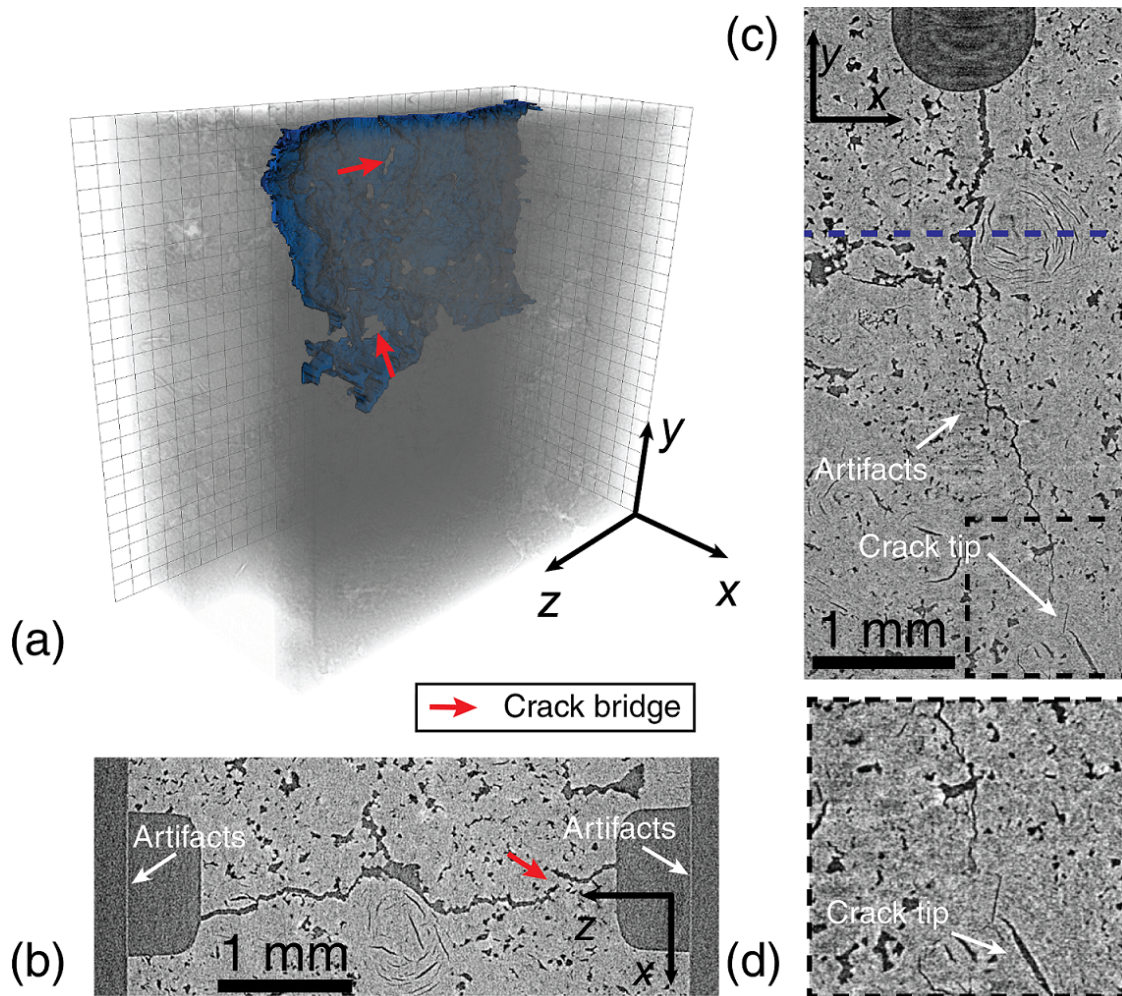 (c)
y
x
y
z
x
Artifacts
Crack tip
1 mm
(a)
Crack bridge
Artifacts
Artifacts
z
x
1 mm
(b)
Crack tip
(d)